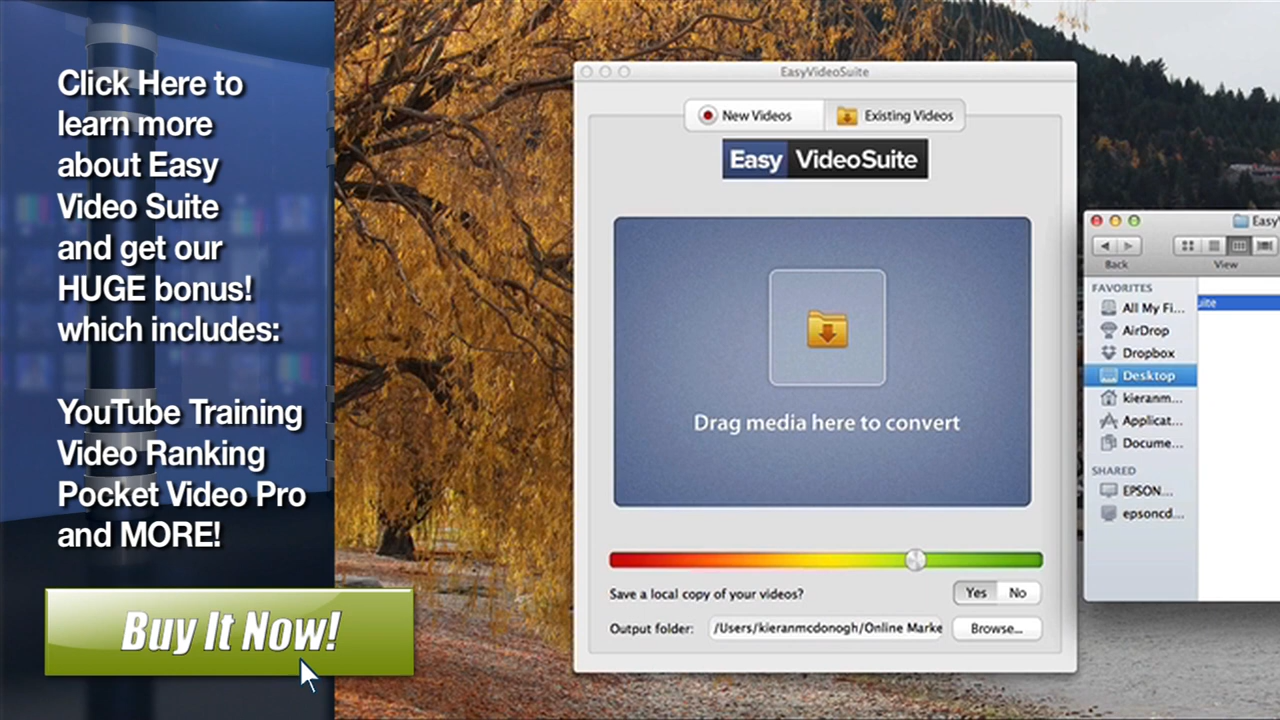 Click Here to
learn more
about Easy
Video Suite
and get our
HUGE bonus!
which includes:
YouTube Training
Video Ranking
Pocket Video Pro
and MORE!
Buy It Now!
EasyVideoSuite
New Videos
Existing Videos
Easy VideoSuite
Drag media here to convert
Save a local copy of your videos?
Yes No
Output folder: /Users/kieranmcdonogh/Online Marke
Browse...
Easy
Back
View
FAVORITES
All My Fi...
AirDrop
Dropbox
Desktop
kieranm...
Applicat...
Docume...
SHARED
EPSON...
epsoncd...
uite